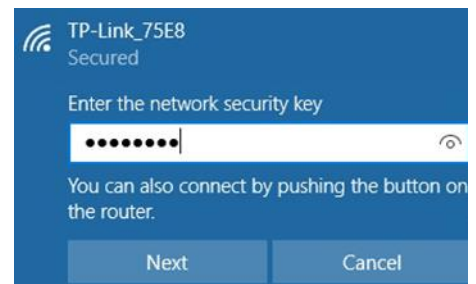 TP-Link_75E8
Secured
Enter the network security key
••••••••
You can also connect by pushing the button on
the router.
Next
Cancel